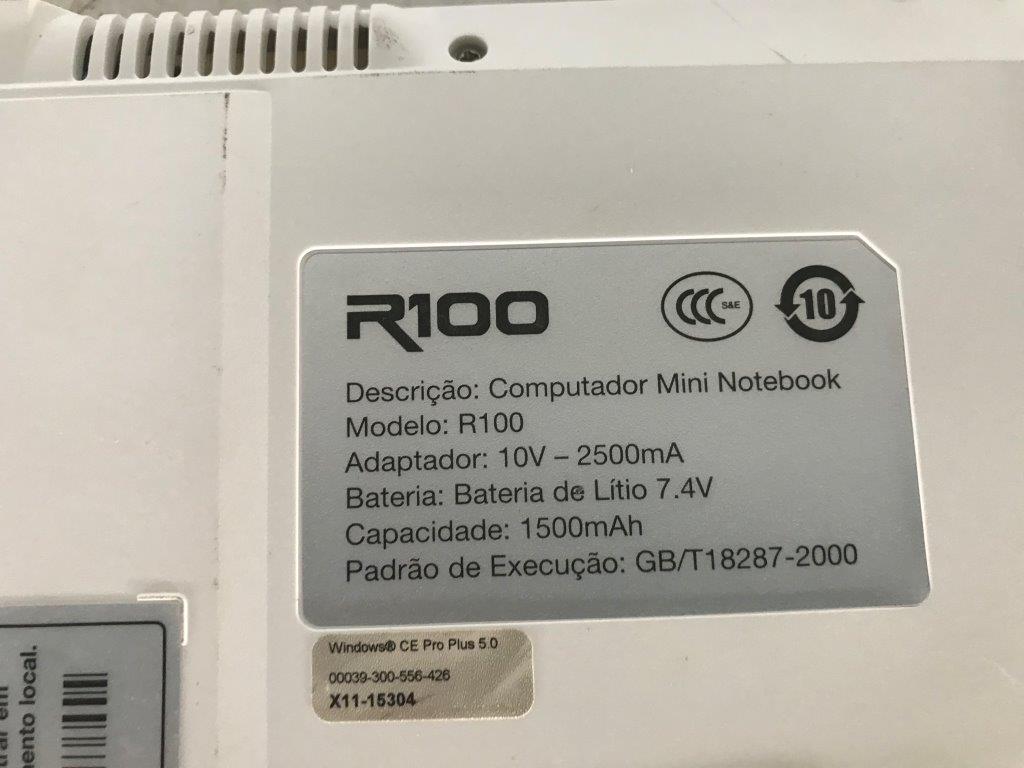 R100
CCC S&E
10
Descrição: Computador Mini Notebook
Modelo: R100
Adaptador: 10V – 2500mA
Bateria: Bateria de Lítio 7.4V
Capacidade: 1500mAh
Padrão de Execução: GB/T18287-2000
Windows® CE Pro Plus 5.0
00039-300-556-426
X11-15304
em
local.